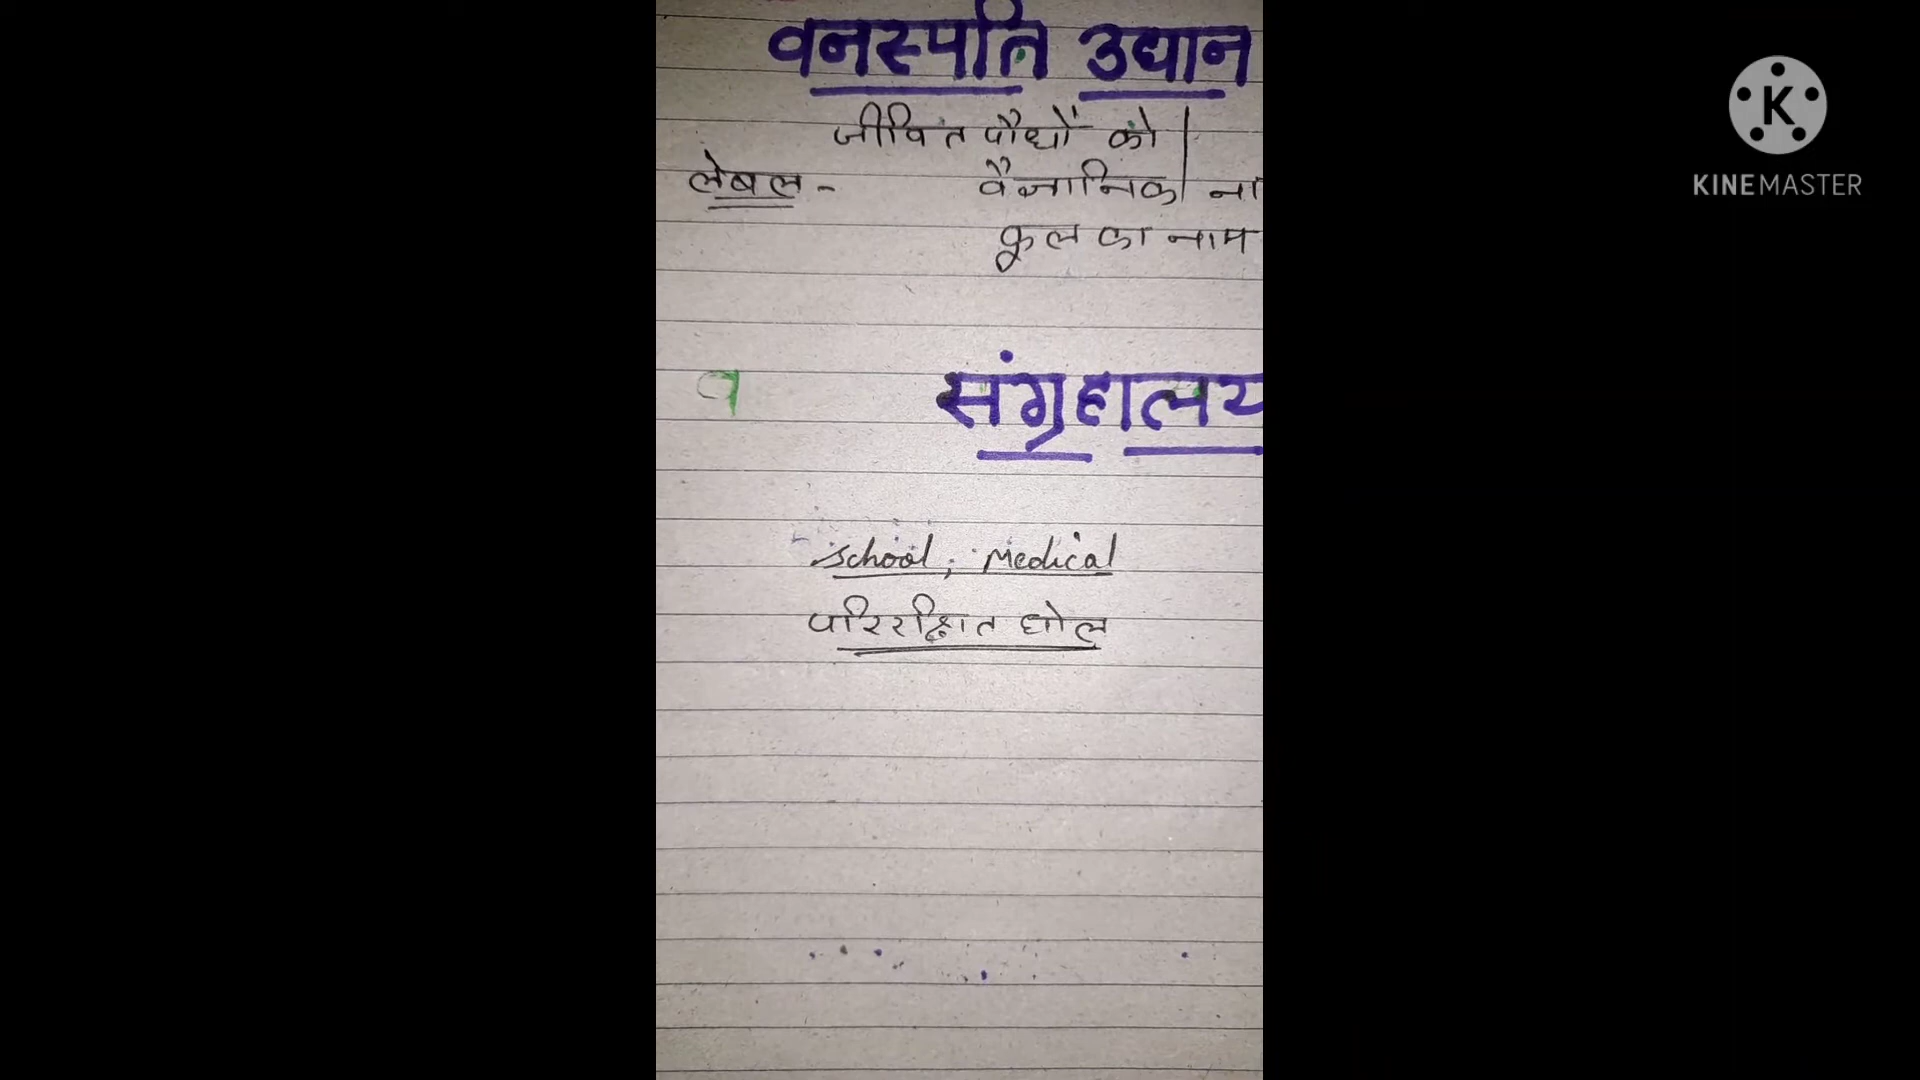 वनस्पति उद्यान
जीवित पौधों को
लेबल - वैज्ञानिक ना
कुल का नाम
संग्रहालय
school, Medical
परिरक्षित घोल
K
KINEMASTER